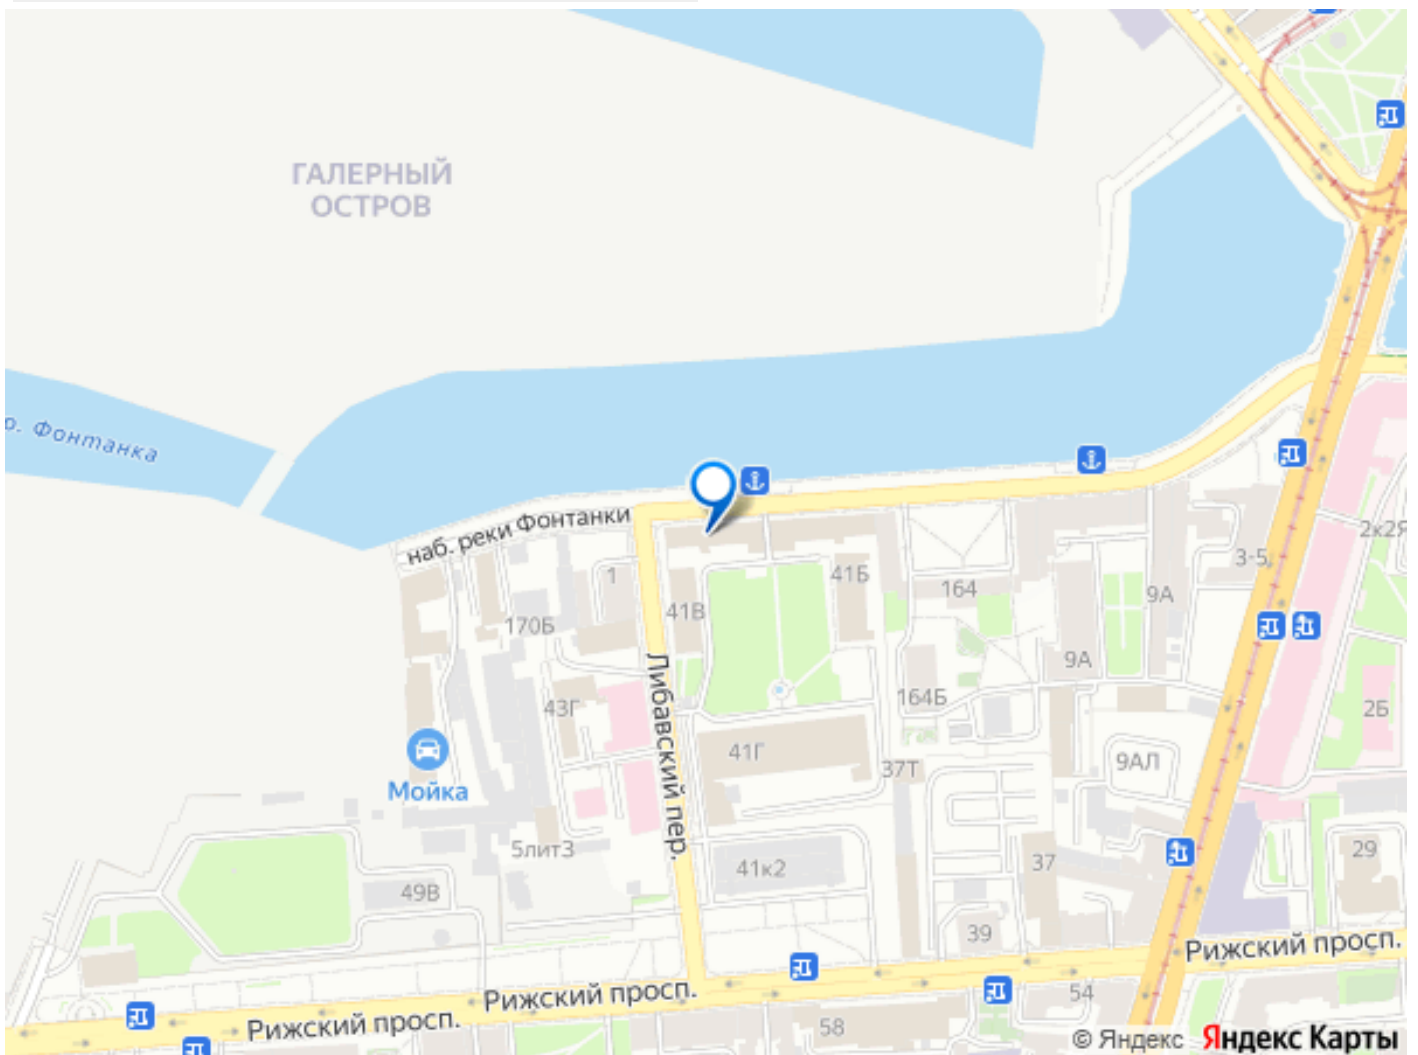 ГАЛЕРНЫЙ
ОСТРОВ
р. Фонтанка
наб. реки Фонтанки
2к2Я
3-5
41Б
164
9А
1
41В
170Б
9А
164Б
43Г
2Б
Либавский пер.
41Г
9АЛ
37Т
Мойка
5литЗ
29
37
41к2
49В
39
Рижский просп.
54
Рижский просп.
58
Рижский просп.
© Яндекс Яндекс Карты